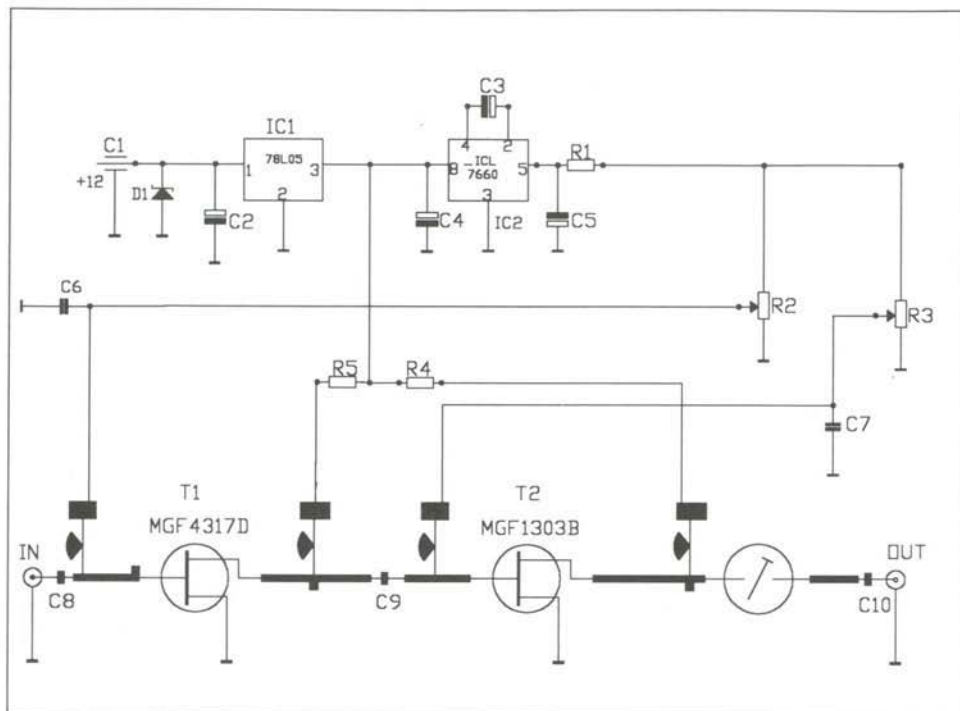 C3
C1
IC1
4
2
R1
1
78L05
3
8
ICL
7660
5
+12
D1
2
3
C2
C4
IC2
C5
C6
R2
R3
R5
R4
C7
T1
T2
MGF4317D
MGF1303B
IN
OUT
C8
C9
C10